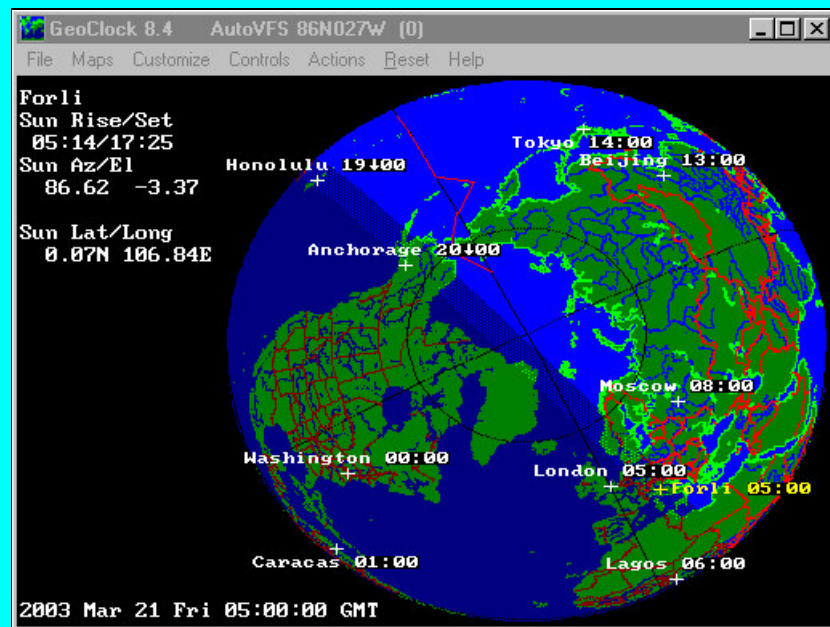 GeoClock 8.4 AutoVFS 86N027W (0)
File Maps Customize Controls Actions Reset Help
Forli
Sun Rise/Set
05:14/17:25
Sun Az/El
86.62 -3.37
Sun Lat/Long
0.07N 106.84E
Tokyo 14:00
Beijing 13:00
Honolulu 19↓00
Anchorage 20↓00
Moscow 08:00
Washington 00:00
London 05:00
Forli 05:00
Caracas 01:00
Lagos 06:00
2003 Mar 21 Fri 05:00:00 GMT